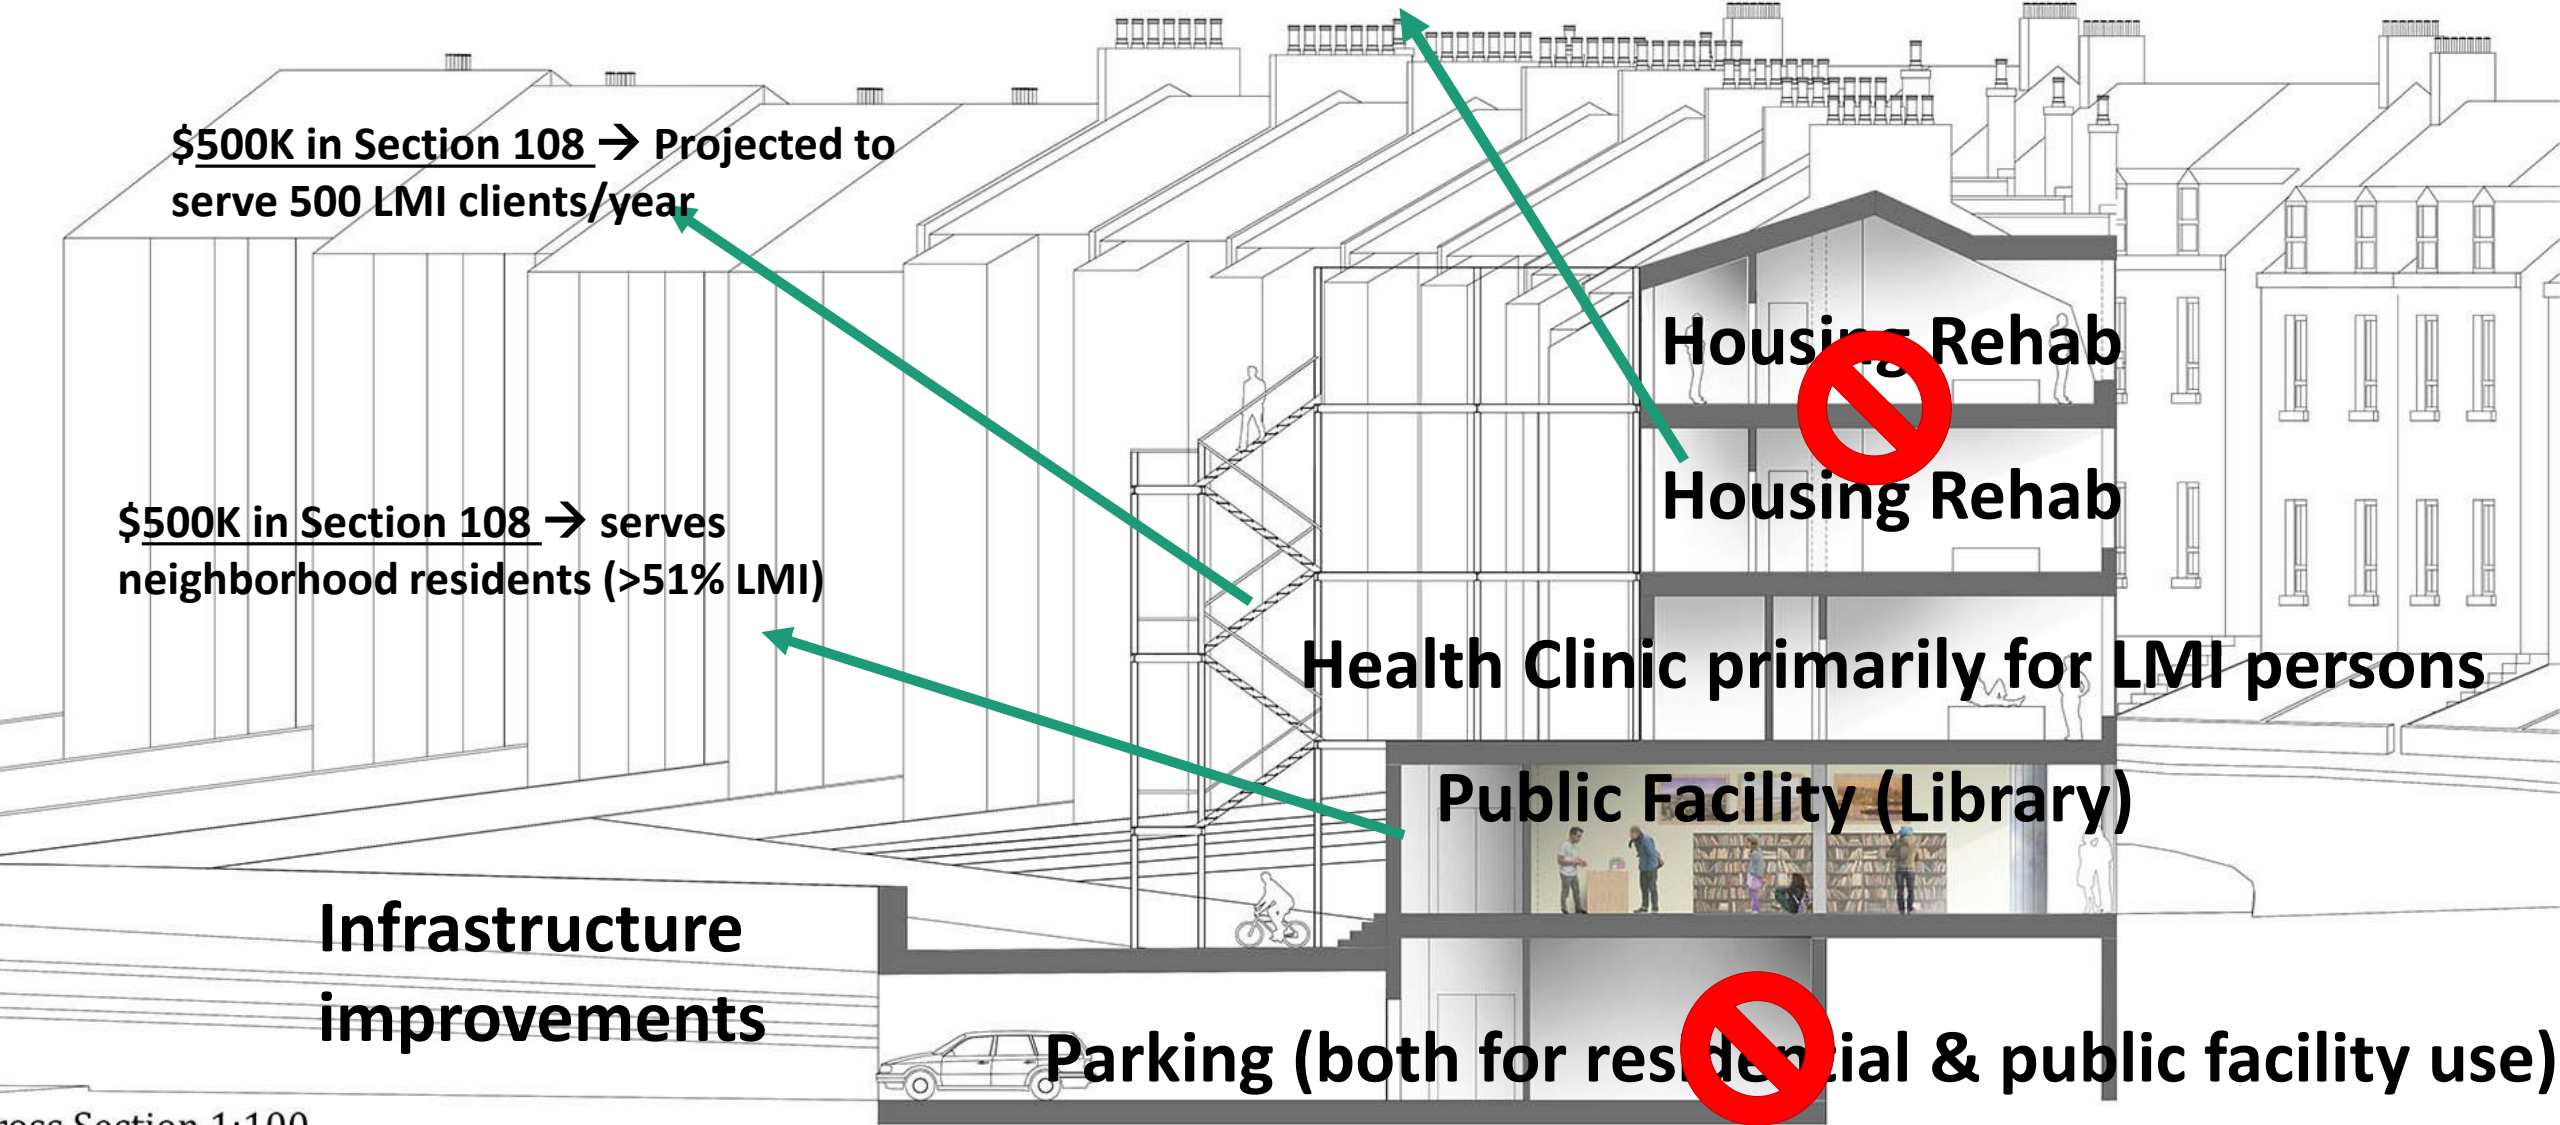 $500K in Section 108 → Projected to
serve 500 LMI clients/year
Housing Rehab
Housing Rehab
$500K in Section 108 → serves
neighborhood residents (>51% LMI)
Health Clinic primarily for LMI persons
Public Facility (Library)
Infrastructure
improvements
Parking (both for residential & public facility use)
Section 1:100